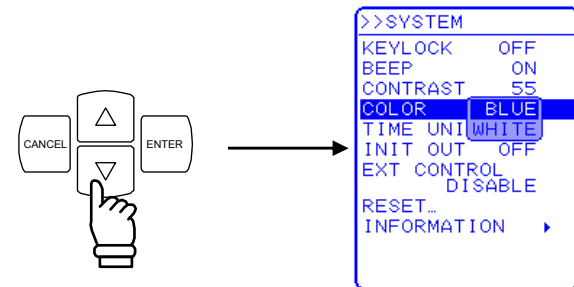 CANCEL
ENTER
>>SYSTEM
KEYLOCK OFF
BEEP ON
CONTRAST 55
COLOR BLUE
TIME UNI WHITE
INIT OUT OFF
EXT CONTROL
DISABLE
RESET…
INFORMATION